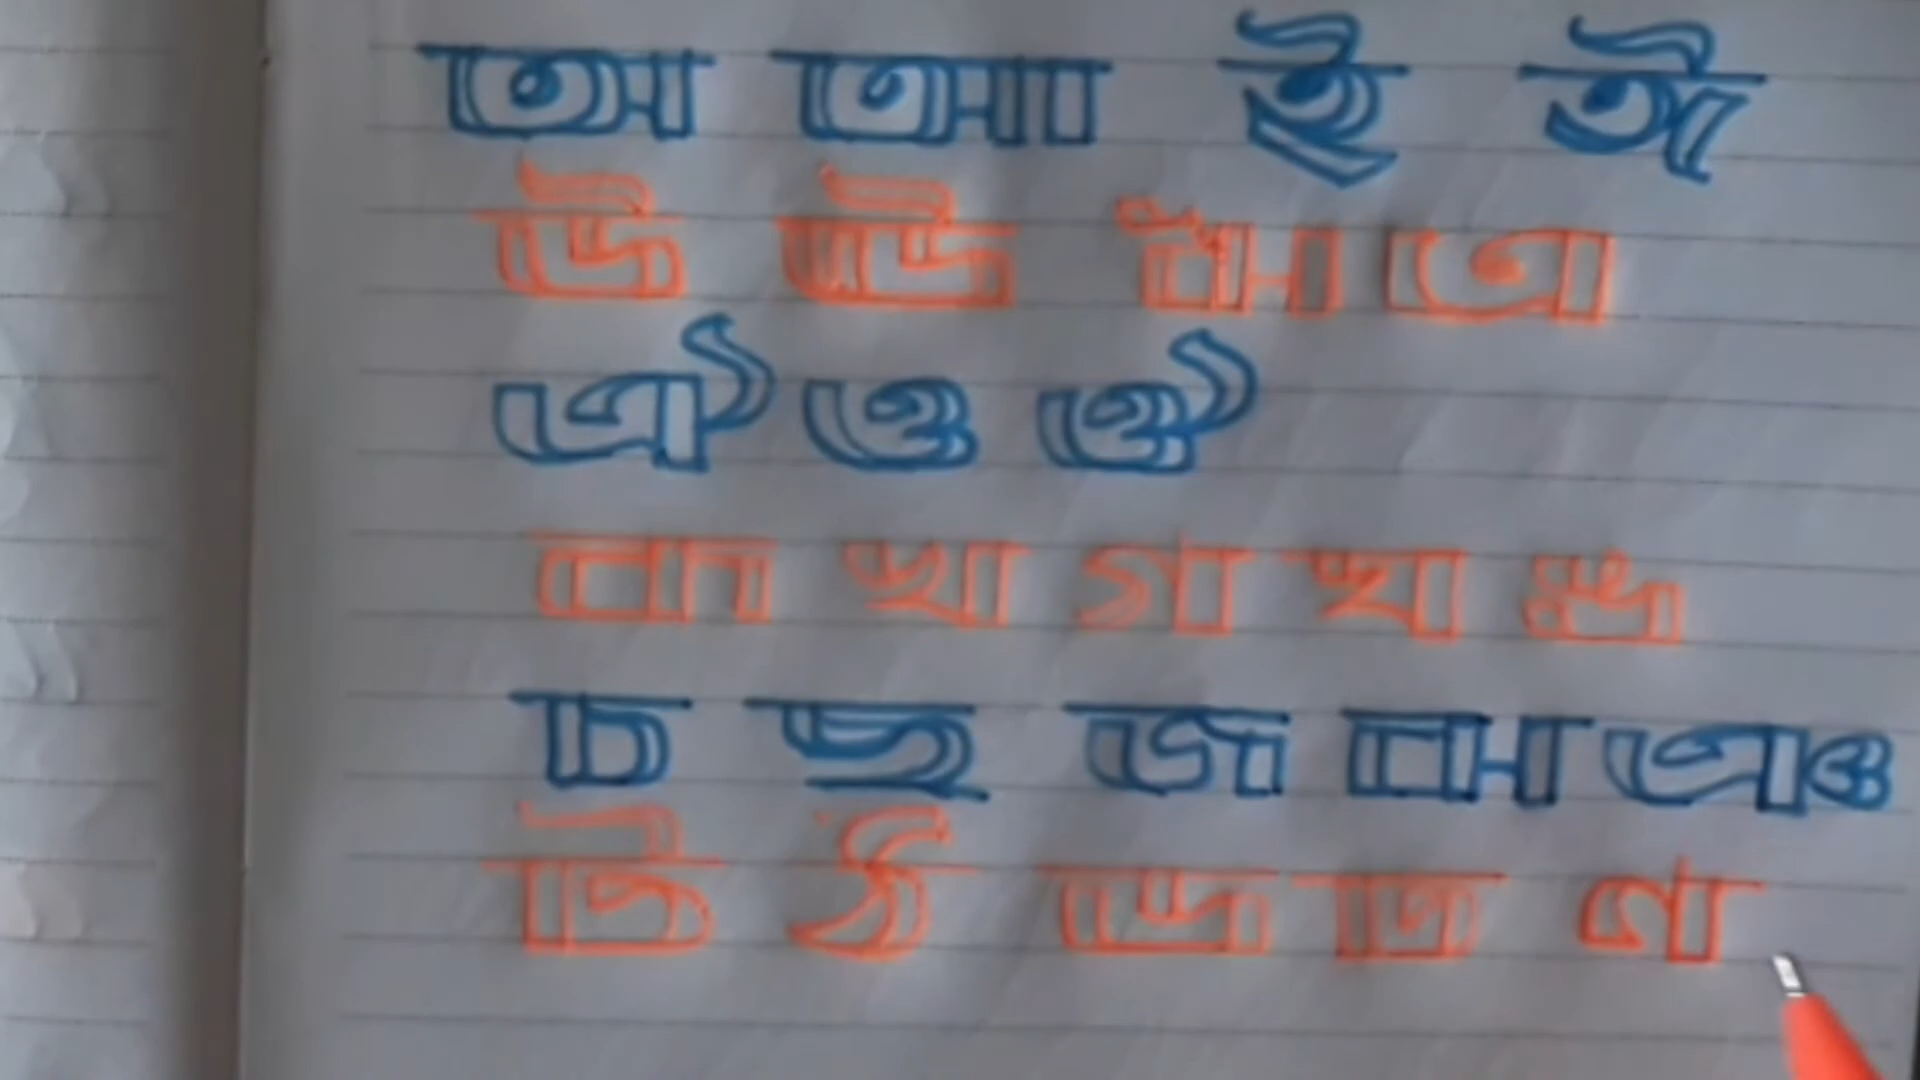 অ আ ই ঈ
উ ঊ ঋ এ
ঐ ও ঔ
ক খ গ ঘ ঙ
চ ছ জ ঝ ঞ
ট ঠ ড ঢ ণ